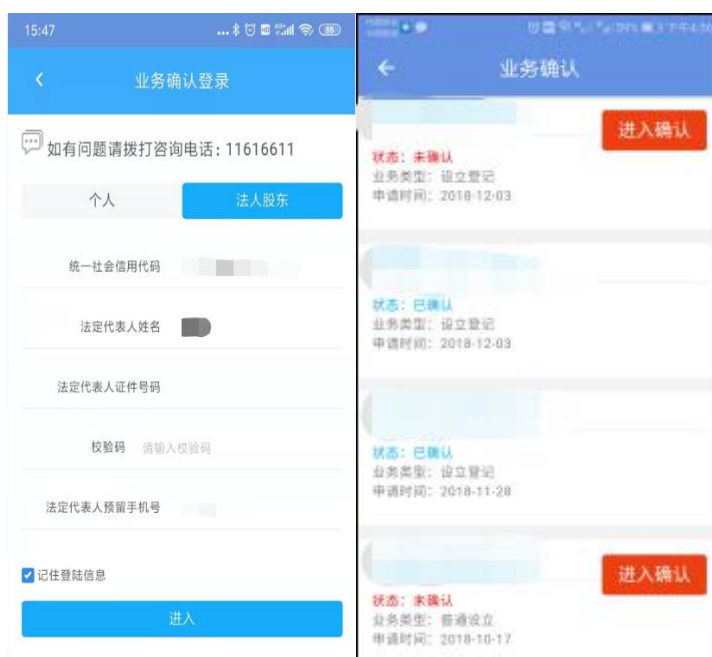 15:47
85
业务确认登录
如有问题请拨打咨询电话：11616611
个人
法人股东
统一社会信用代码
法定代表人姓名
法定代表人证件号码
校验码 请输入校验码
法定代表人预留手机号
记住登陆信息
进入
业务确认
进入确认
状态：未确认
业务类型：设立登记
申请时间：2018-12-03
状态：已确认
业务类型：设立登记
申请时间：2018-12-03
状态：已确认
业务类型：设立登记
申请时间：2018-11-28
进入确认
状态：未确认
业务类型：普通设立
申请时间：2018-10-17